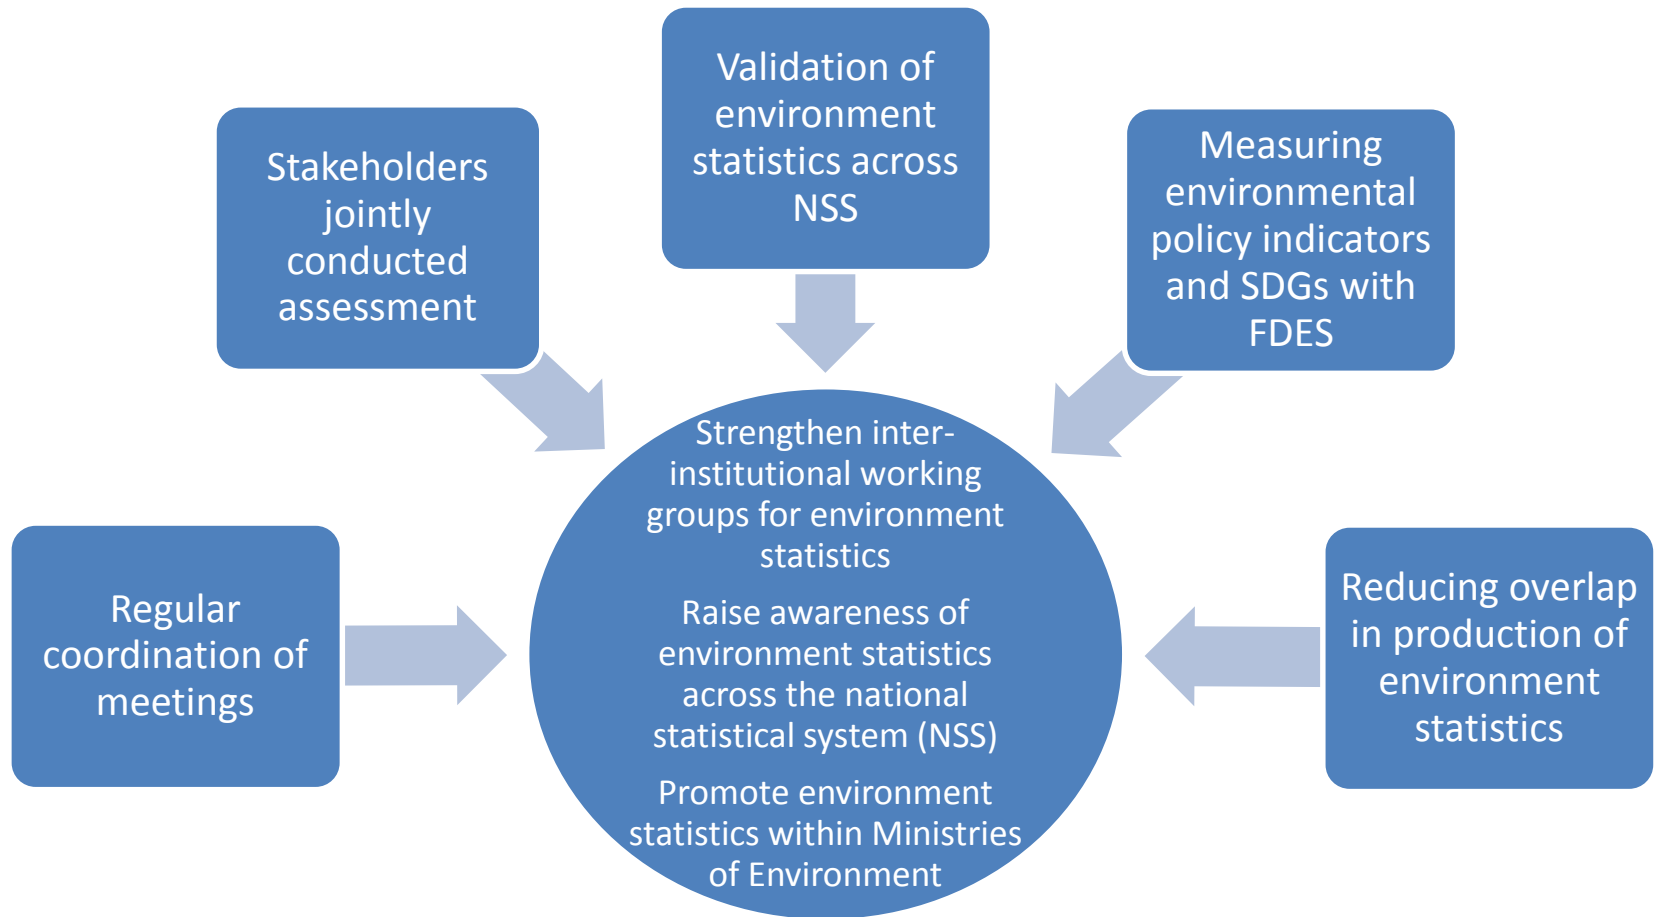 Validation of
environment
statistics across
NSS
Stakeholders
jointly
conducted
assessment
Measuring
environmental
policy indicators
and SDGs with
FDES
Strengthen inter-
institutional working
groups for environment
statistics
Raise awareness of
environment statistics
across the national
statistical system (NSS)
Promote environment
statistics within Ministries
of Environment
Regular
coordination of
meetings
Reducing overlap
in production of
environment
statistics